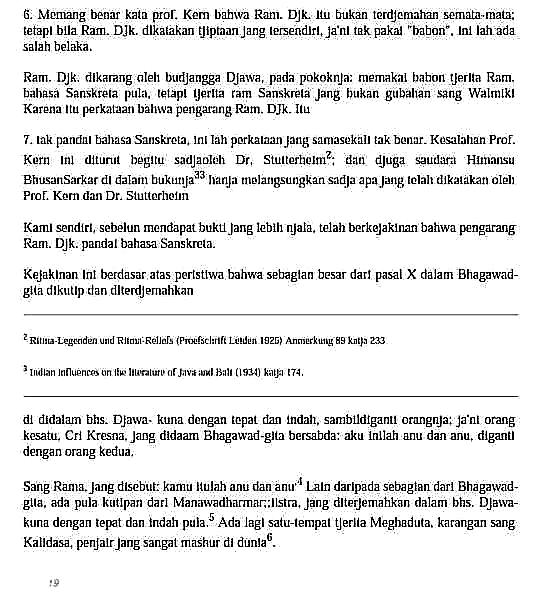 6. Memang benar kata prof. Kern bahwa Ram. Djk. itu bukan terdjemahan semata-mata;
tetapi bila Ram. DJk. dikatakan tjiptaan jang tersendiri, ja'ni tak pakai "babon", ini lah ada
salah belaka.
Ram. Djk. dikarang oleh budjangga Djawa, pada pokoknja: memakai babon tjerita Ram.
bahasa Sanskreta pula, tetapi tjerita ram Sanskreta jang bukan gubahan sang Walmiki
Karena itu perkataan bahwa pengarang Ram. DJk. Itu
7. tak pandai bahasa Sanskreta, ini lah perkataan jang samasekali tak benar. Kesalahan Prof.
Kern ini diturut begitu sadjaoleh Dr, Stutterheim2; dan djuga saudara Himansu
BhusanSarkar di dalam bukunja33 hanja melangsungkan sadja apa jang telah dikatakan oleh
Prof. Kern dan Dr. Stutterheim
Kami sendiri, sebelun mendapat bukti jang lebih njala, telah berkejakinan bahwa pengarang
Ram. Djk. pandai bahasa Sanskreta.
Kejakinan ini berdasar atas peristiwa bahwa sebagian besar dari pasal X dalam Bhagawad-
gita dikutip dan diterdjemahkan
2 Rama-Legenden und Rama-Reliefs (Proefschrift Leiden 1925) Anmerkung 89 katja 233
3 Indian influences on the literature of Java and Bali (1934) katja 174.
di didalam bhs. Djawa- kuna dengan tepat dan indah, sambildiganti orangnja; ja'ni orang
kesatu, Cri Kresna, jang didaam Bhagawad-gita bersabda: aku inilah anu dan anu, diganti
dengan orang kedua,
Sang Rama, jang disebut: kamu itulah anu dan anu'4 Lain daripada sebagian dari Bhagawad-
gita, ada pula kutipan dari Manawadharmar;;iistra, jang diterjemahkan dalam bhs. Djawa-
kuna dengan tepat dan indah pula.5 Ada lagi satu-tempat tjerita Meghaduta, karangan sang
Kalidasa, penjair jang sangat mashur di dunia6.
19